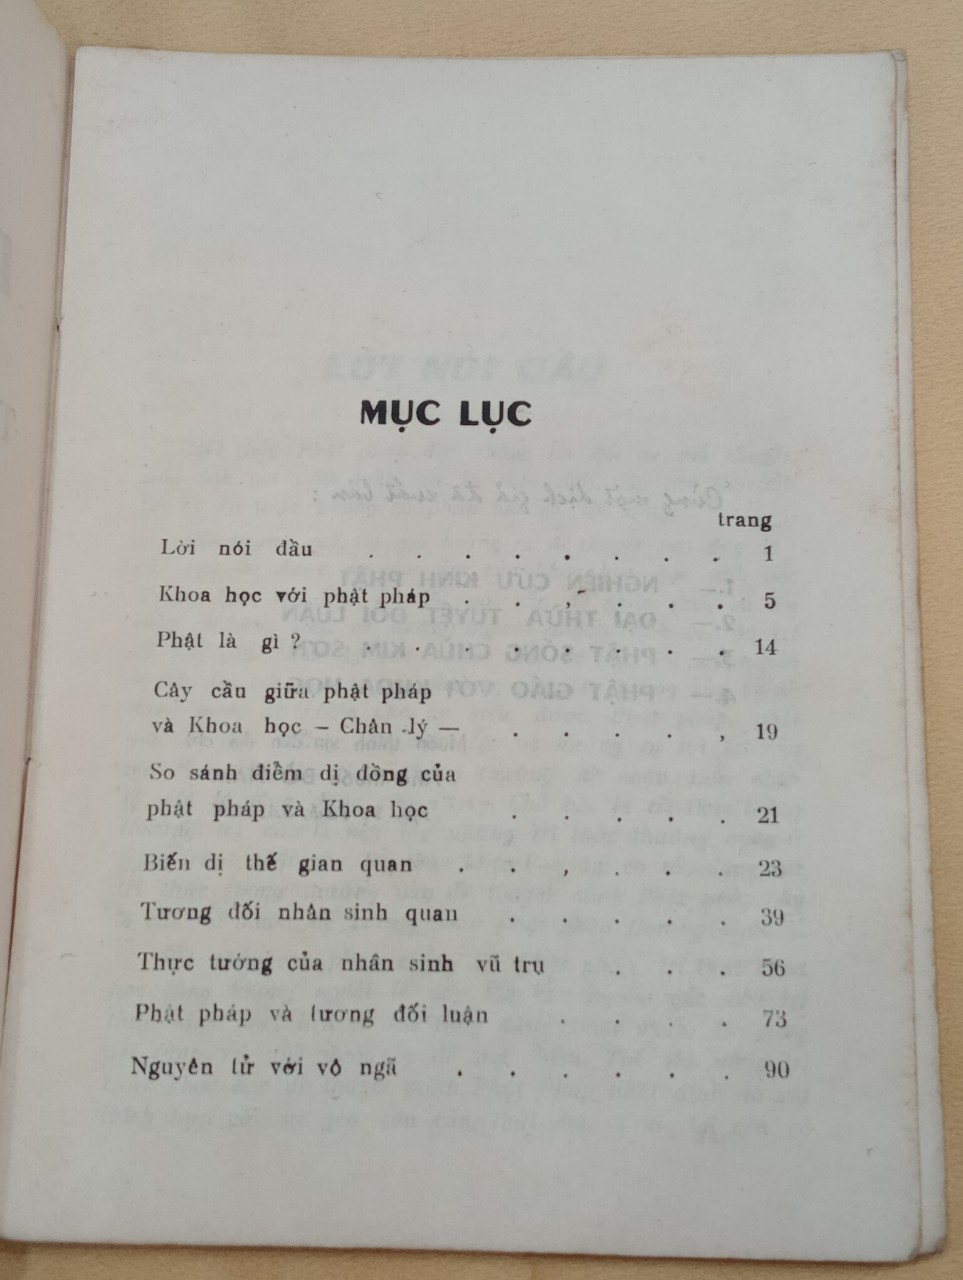 MỤC LỤC
trang
Lời nói đầu . . . . . . . . 1
Khoa học với phật pháp . . , . . . 5
Phật là gì ? . . . . . . . . 14
Cây cầu giữa phật pháp
và Khoa học — Chân lý — . . . . , 19
So sánh điểm dị đồng của
phật pháp và Khoa học . . . . . 21
Biến dị thế gian quan . . , . . . 23
Tương đối nhân sinh quan . . . . . 39
Thực tướng của nhân sinh vũ trụ . . . 56
Phật pháp và tương đối luận . . . . 73
Nguyên tử với vô ngã . . . . . . 90